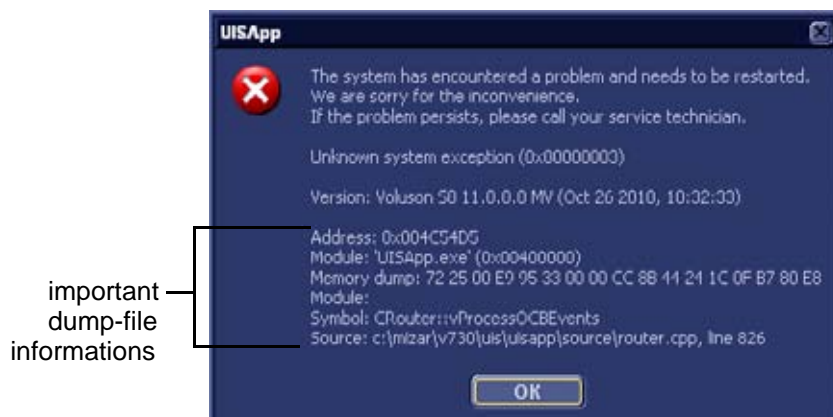 UISApp
The system has encountered a problem and needs to be restarted.
We are sorry for the inconvenience.
If the problem persists, please call your service technician.
Unknown system exception (0x00000003)
Version: Voluson S0 11.0.0.0 MV (Oct 26 2010, 10:32:33)
Address: 0x004C54D5
Module: 'UISApp.exe' (0x00400000)
Memory dump: 72 25 00 E9 95 33 00 00 CC 8B 44 24 1C 0F B7 80 E8
Module:
Symbol: CRouter::vProcessOCBEvents
Source: c:\mizar\v730\uis\uisapp\source\router.cpp, line 826
important
dump-file
informations
OK